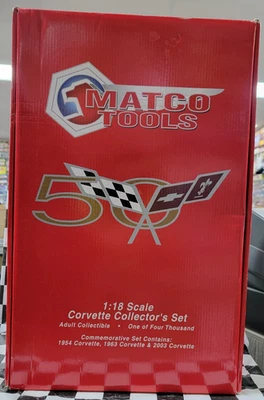 MATCO
TOOLS
50
1:18 Scale
Corvette Collector's Set
Adult Collectible • One of Four Thousand
Commemorative Set Contains:
1954 Corvette, 1963 Corvette & 2003 Corvette